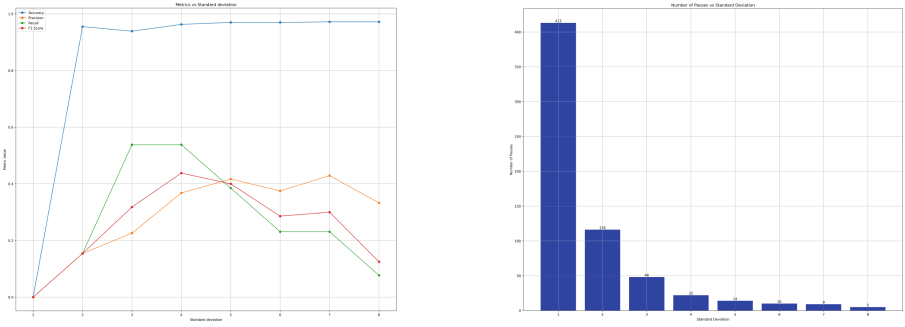 Metrics vs Standard deviation
Accuracy
Precision
Recall
F1 Score
Metric Value
1.0
0.8
0.6
0.4
0.2
0.0
1 2 3 4 5 6 7 8
Standard deviation
Number of Pauses vs Standard Deviation
Number of Pauses
400
350
300
250
200
150
100
50
0
116
48
22
14
10
9
5
1 2 3 4 5 6 7 8
Standard Deviation